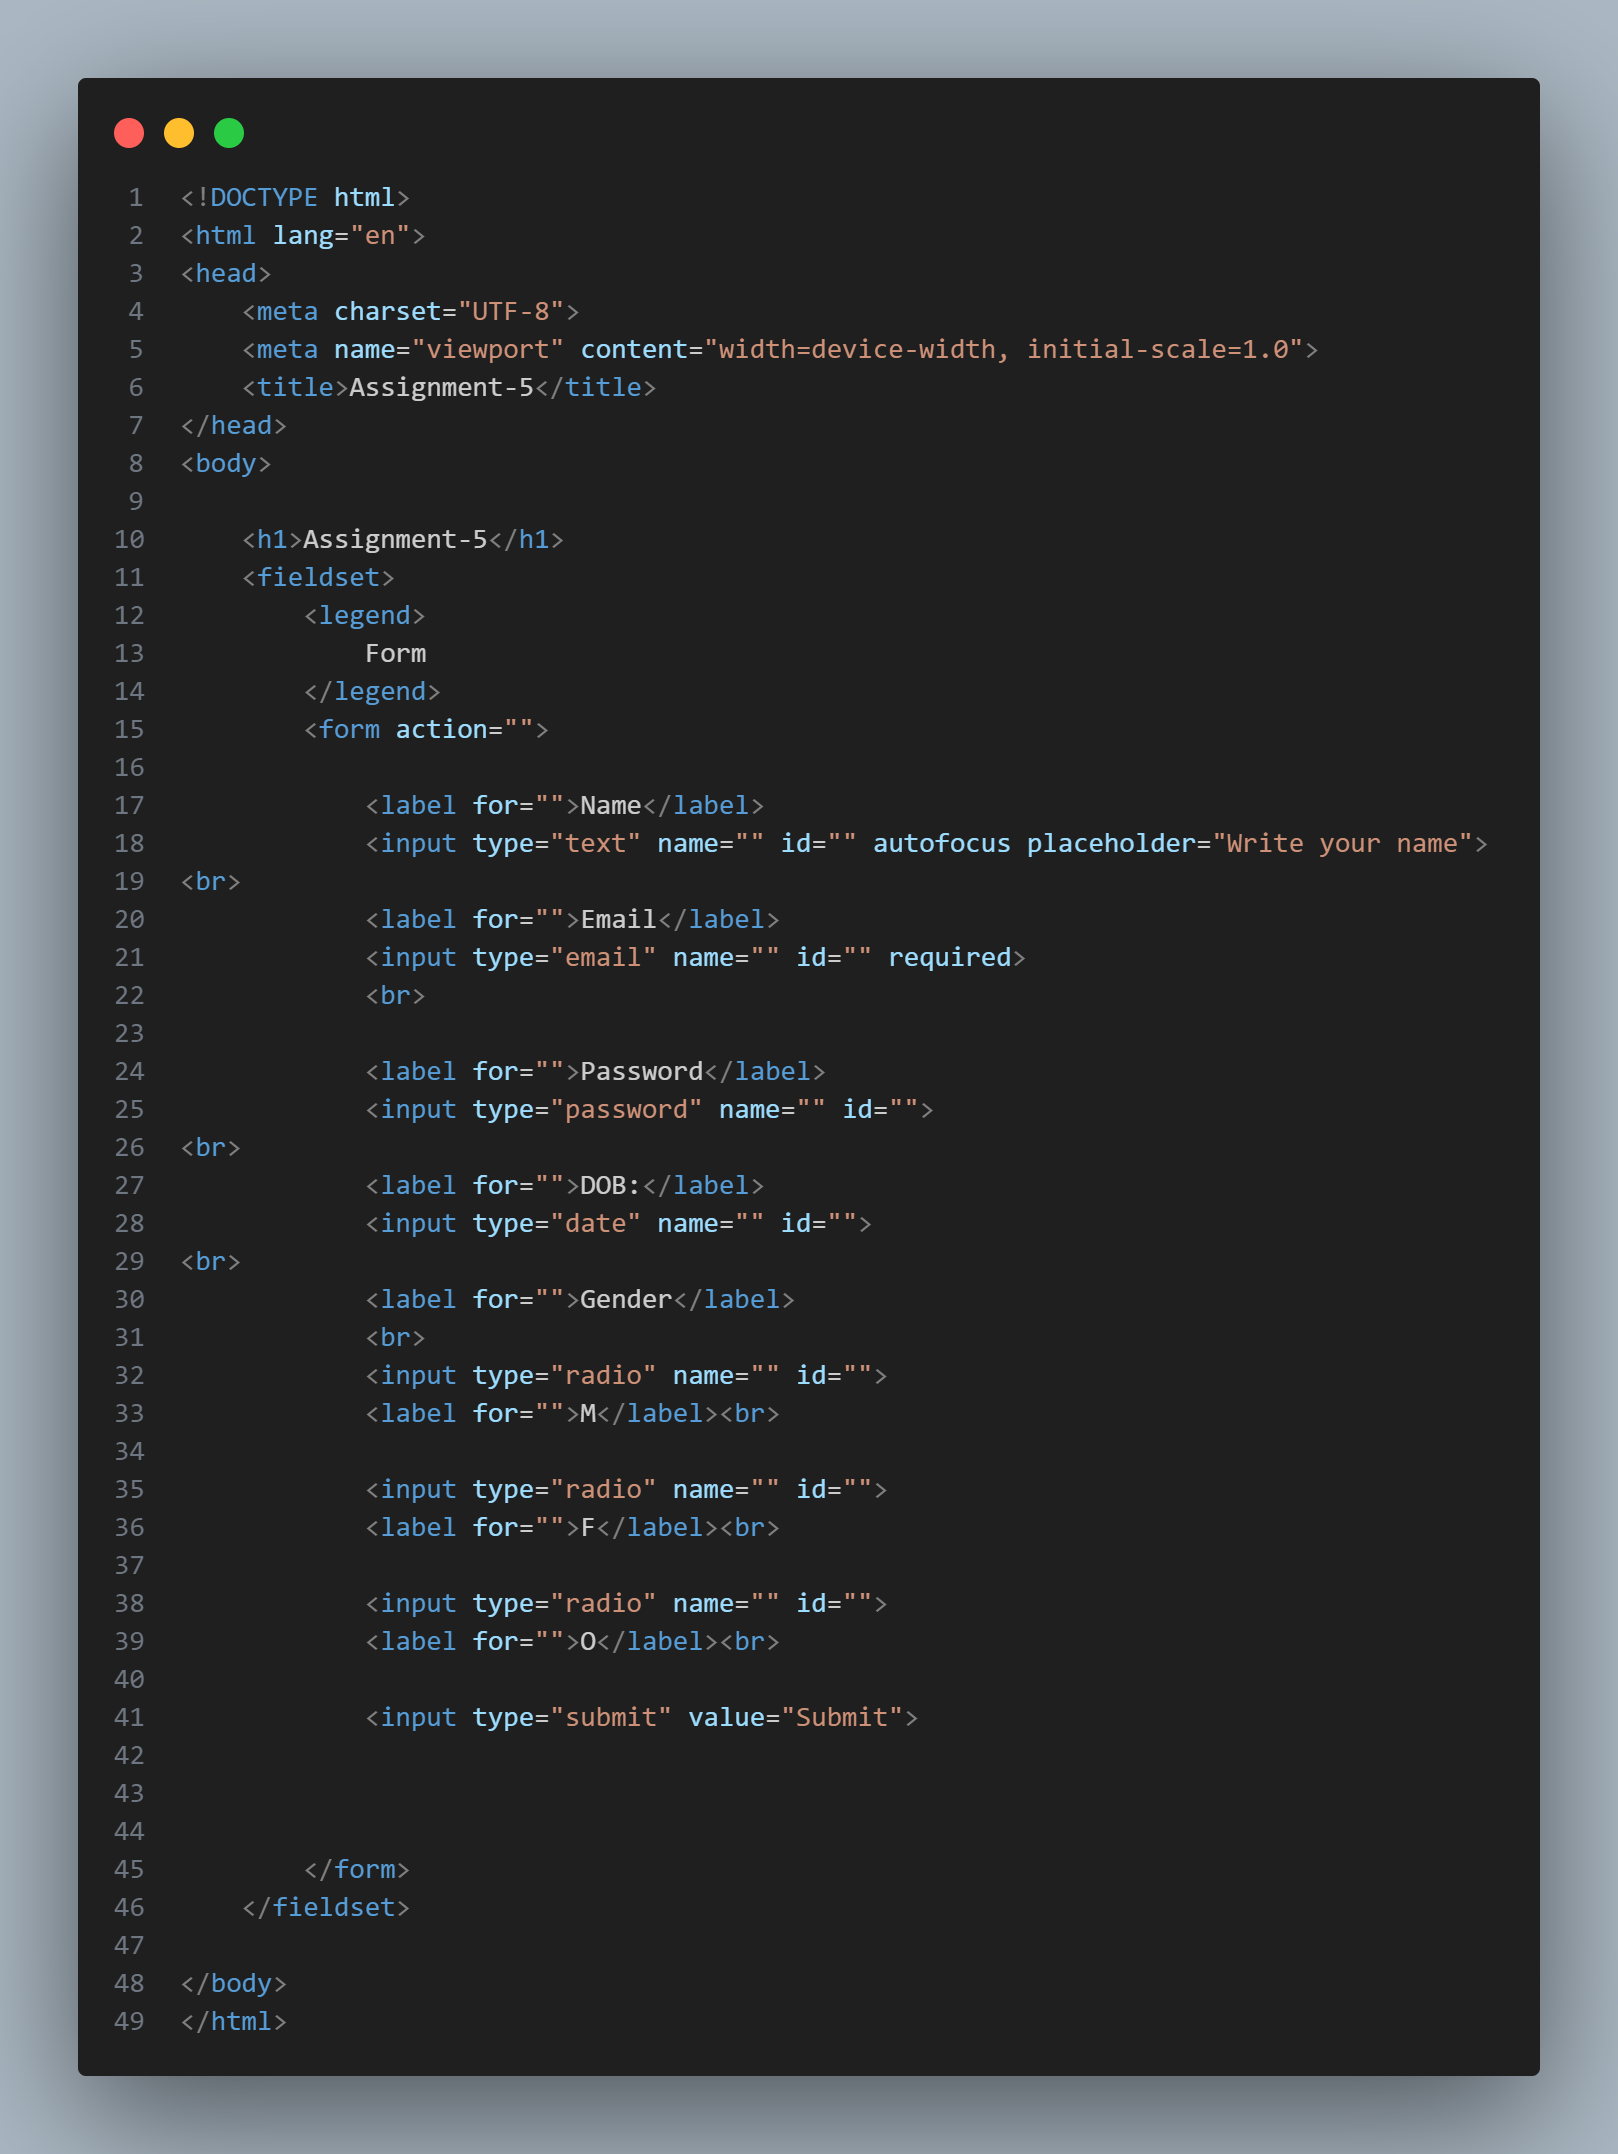 1 <!DOCTYPE html>
2 <html lang="en">
3 <head>
4     <meta charset="UTF-8">
5     <meta name="viewport" content="width=device-width, initial-scale=1.0">
6     <title>Assignment-5</title>
7 </head>
8 <body>
9
10     <h1>Assignment-5</h1>
11     <fieldset>
12         <legend>
13             Form
14         </legend>
15         <form action="">
16
17             <label for="">Name</label>
18             <input type="text" name="" id="" autofocus placeholder="Write your name">
19 <br>
20             <label for="">Email</label>
21             <input type="email" name="" id="" required>
22             <br>
23
24             <label for="">Password</label>
25             <input type="password" name="" id="">
26 <br>
27             <label for="">DOB:</label>
28             <input type="date" name="" id="">
29 <br>
30             <label for="">Gender</label>
31             <br>
32             <input type="radio" name="" id="">
33             <label for="">M</label><br>
34
35             <input type="radio" name="" id="">
36             <label for="">F</label><br>
37
38             <input type="radio" name="" id="">
39             <label for="">O</label><br>
40
41             <input type="submit" value="Submit">
42
43
44
45         </form>
46     </fieldset>
47
48 </body>
49 </html>